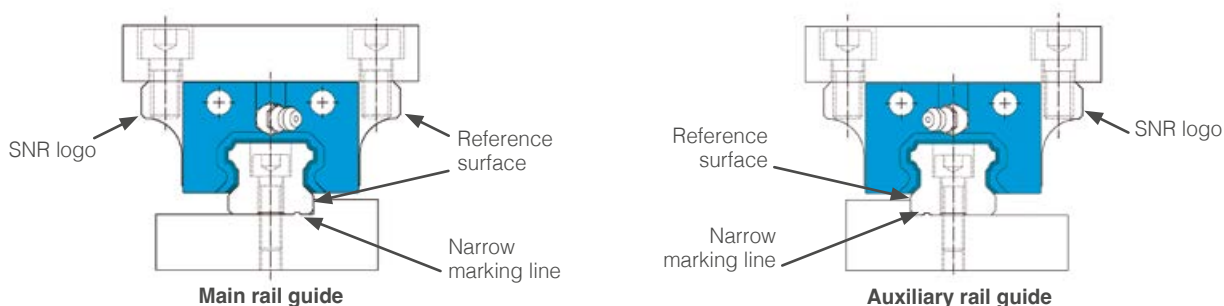 SNR logo
Reference
surface
Narrow
marking line
Main rail guide
Reference
surface
SNR logo
Narrow
marking line
Auxiliary rail guide